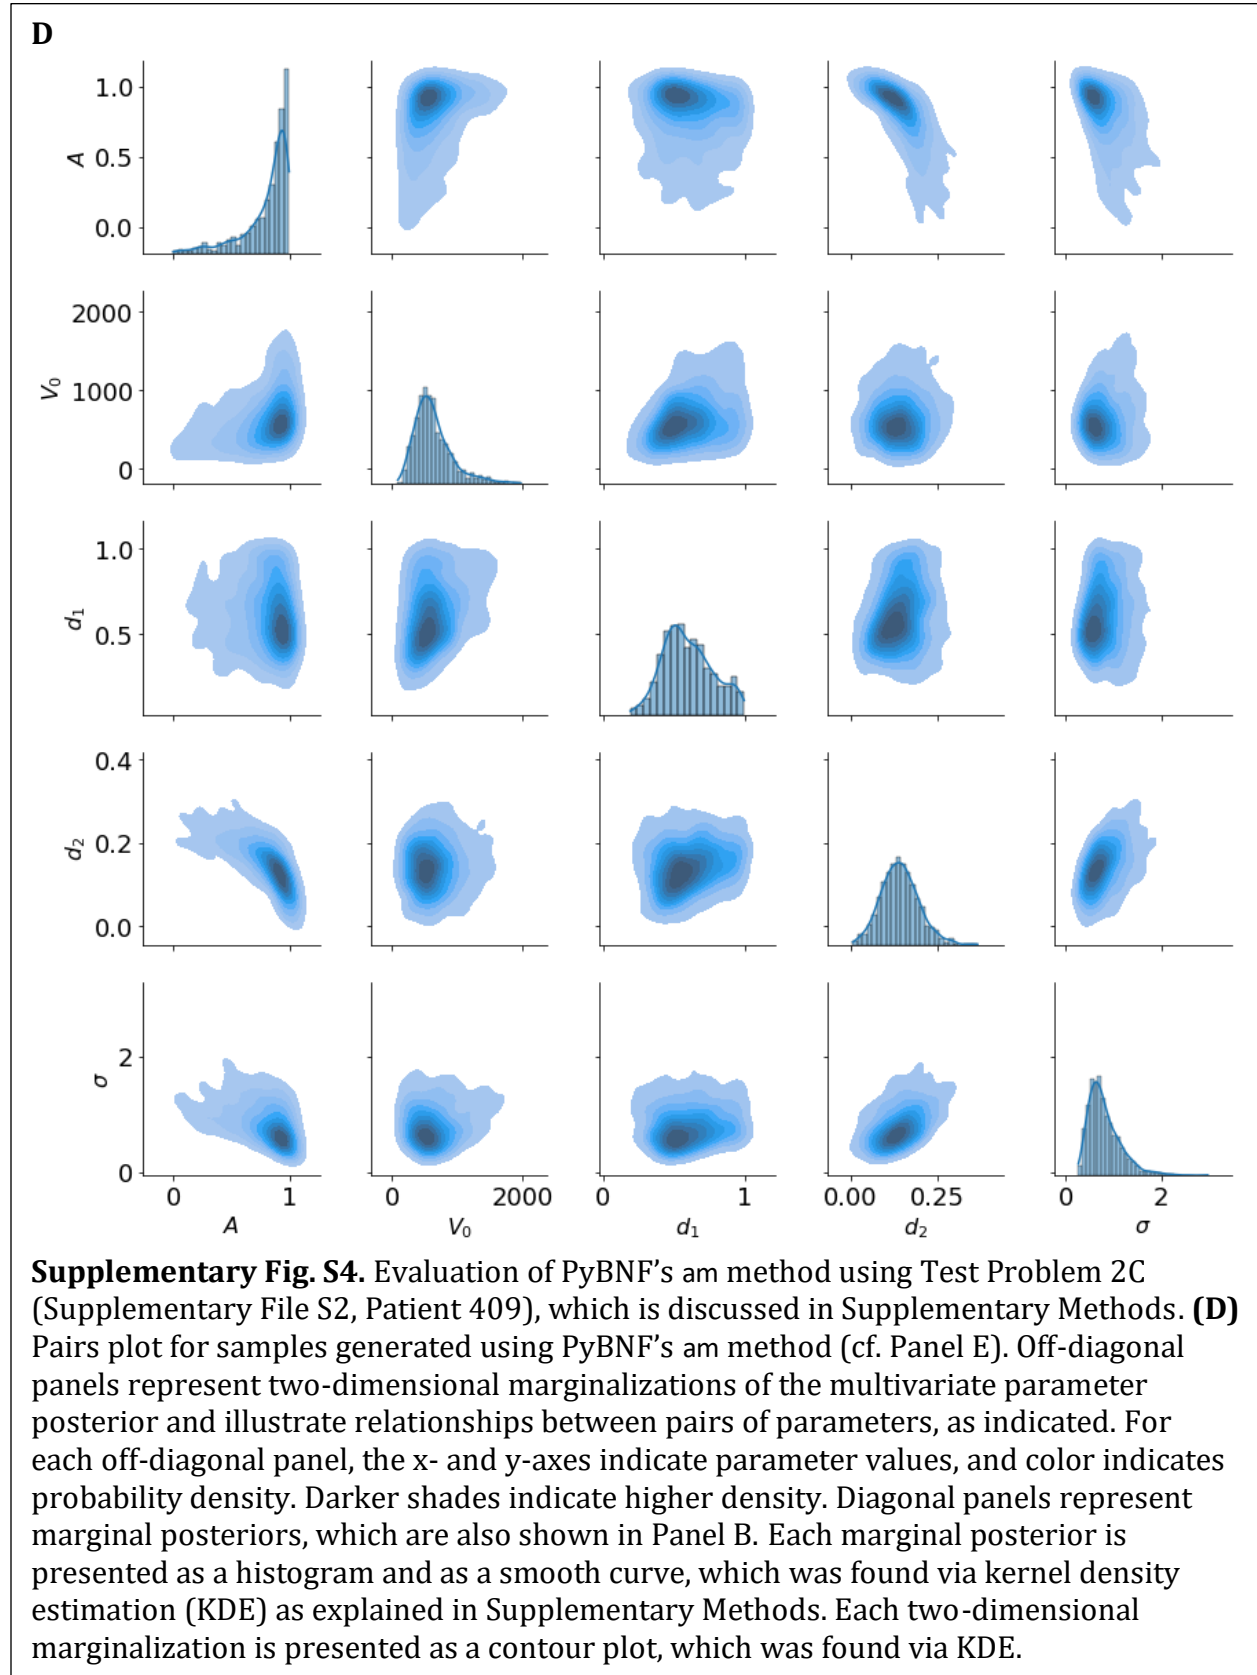 D
1.0
0.5
0.0
A
2000
1000
0
V₀
1.0
0.5
d₁
0.4
0.2
0.0
d₂
2
0
σ
0 1
0 2000
0 1
0.00 0.25
0 2
A V₀ d₁ d₂ σ
Supplementary Fig. S4. Evaluation of PyBNF's am method using Test Problem 2C
(Supplementary File S2, Patient 409), which is discussed in Supplementary Methods. (D)
Pairs plot for samples generated using PyBNF's am method (cf. Panel E). Off-diagonal
panels represent two-dimensional marginalizations of the multivariate parameter
posterior and illustrate relationships between pairs of parameters, as indicated. For
each off-diagonal panel, the x- and y-axes indicate parameter values, and color indicates
probability density. Darker shades indicate higher density. Diagonal panels represent
marginal posteriors, which are also shown in Panel B. Each marginal posterior is
presented as a histogram and as a smooth curve, which was found via kernel density
estimation (KDE) as explained in Supplementary Methods. Each two-dimensional
marginalization is presented as a contour plot, which was found via KDE.